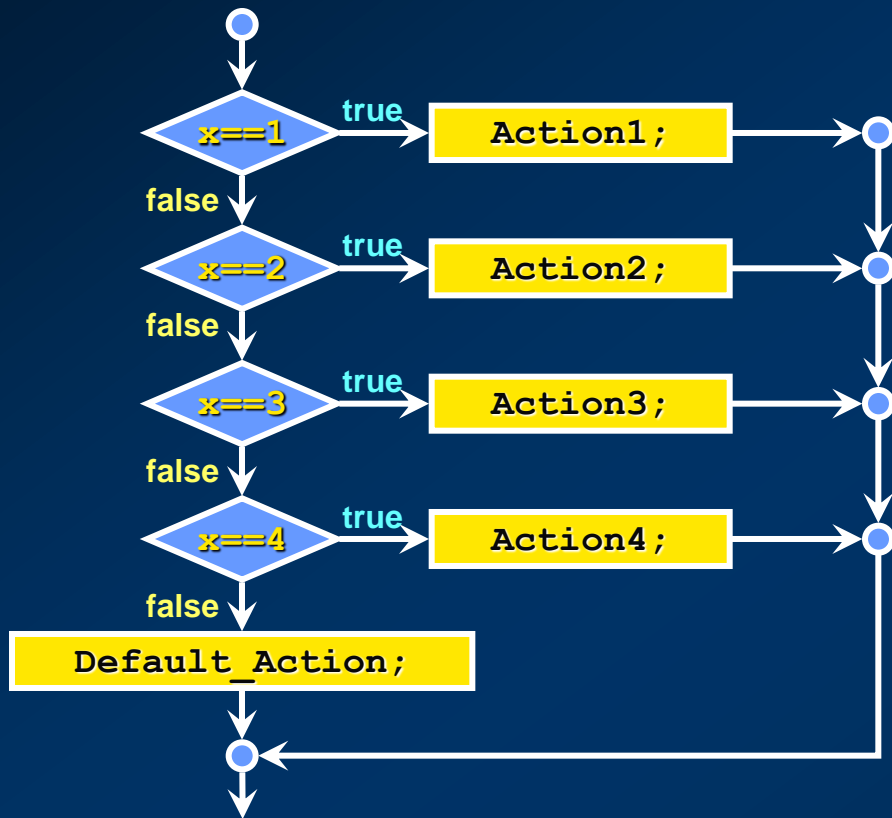 true
x==1
Action1;
false
true
x==2
Action2;
false
true
x==3
Action3;
false
true
x==4
Action4;
false
Default_Action;